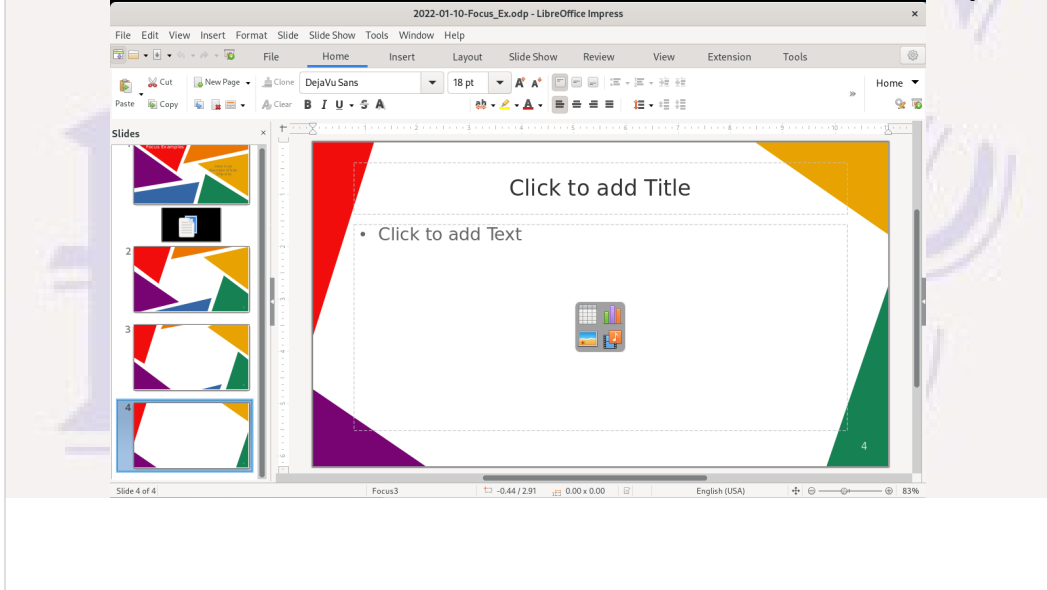 2022-01-10-Focus_Ex.odp - LibreOffice Impress ×
File Edit View Insert Format Slide Slide Show Tools Window Help
File Home Insert Layout Slide Show Review View Extension Tools
Paste Cut New Page Clone DejaVu Sans 18 pt Home
Copy Clear B I U S A
Slides ×
Focus Examples
2
3
4
Click to add Title
• Click to add Text
4
Slide 4 of 4 Focus3 -0.44 / 2.91 0.00 x 0.00 English (USA) 83%